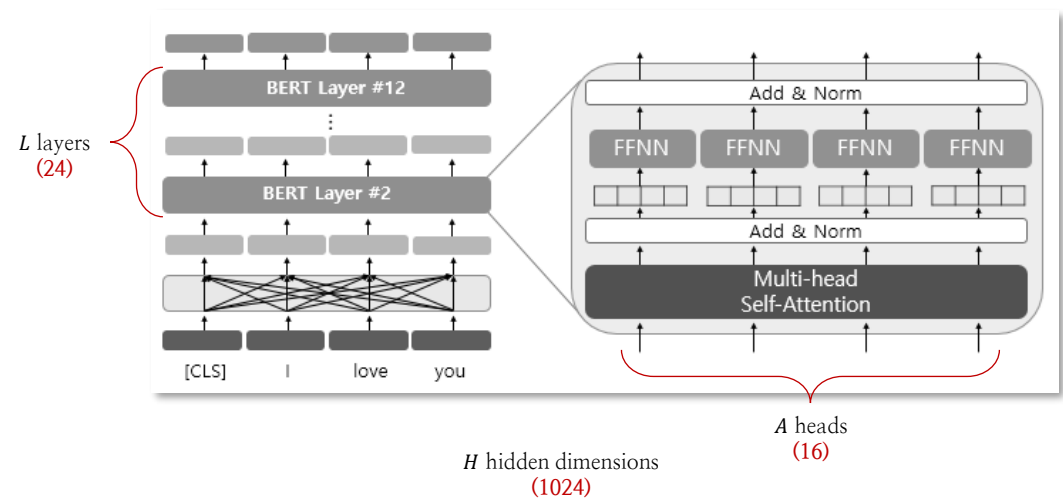 BERT Layer #12
⋮
L layers
(24)
BERT Layer #2
[CLS] I love you
Add & Norm
FFNN FFNN FFNN FFNN
Add & Norm
Multi-head
Self-Attention
A heads
(16)
H hidden dimensions
(1024)